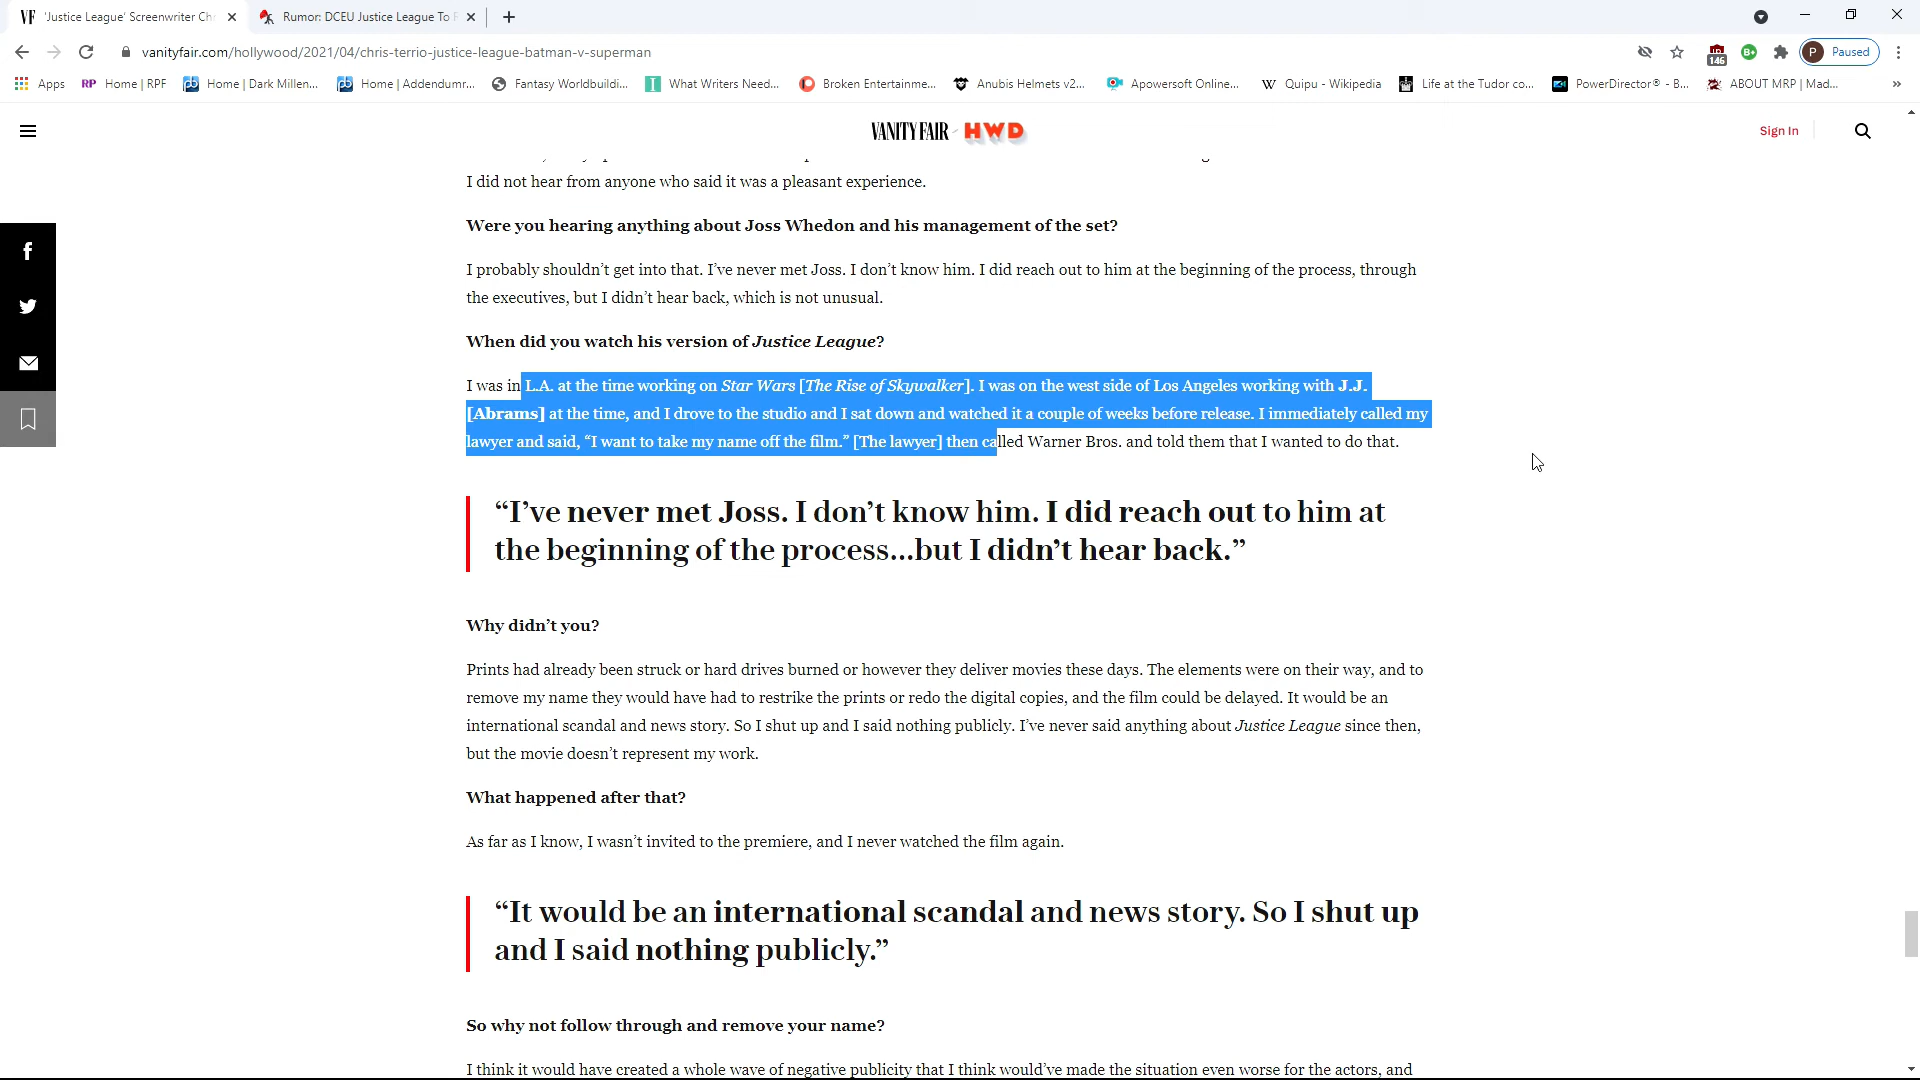 VF 'Justice League' Screenwriter Ch
Rumor: DCEU Justice League To
vanityfair.com/hollywood/2021/04/chris-terrio-justice-league-batman-v-superman
146
B+
P Paused
Apps
RP Home | RPF
Home | Dark Millen...
Home | Addendumr...
Fantasy Worldbuildi...
What Writers Need...
Broken Entertainme...
Anubis Helmets v2...
Apowersoft Online...
W Quipu - Wikipedia
Life at the Tudor co...
PowerDirector® - B...
ABOUT MRP | Mad...
»
VANITY FAIR HWD
Sign In
I did not hear from anyone who said it was a pleasant experience.
Were you hearing anything about Joss Whedon and his management of the set?
I probably shouldn’t get into that. I’ve never met Joss. I don’t know him. I did reach out to him at the beginning of the process, through
the executives, but I didn’t hear back, which is not unusual.
When did you watch his version of Justice League?
I was in L.A. at the time working on Star Wars [The Rise of Skywalker]. I was on the west side of Los Angeles working with J.J.
[Abrams] at the time, and I drove to the studio and I sat down and watched it a couple of weeks before release. I immediately called my
lawyer and said, “I want to take my name off the film.” [The lawyer] then called Warner Bros. and told them that I wanted to do that.
“I’ve never met Joss. I don’t know him. I did reach out to him at
the beginning of the process...but I didn’t hear back.”
Why didn’t you?
Prints had already been struck or hard drives burned or however they deliver movies these days. The elements were on their way, and to
remove my name they would have had to restrike the prints or redo the digital copies, and the film could be delayed. It would be an
international scandal and news story. So I shut up and I said nothing publicly. I’ve never said anything about Justice League since then,
but the movie doesn’t represent my work.
What happened after that?
As far as I know, I wasn’t invited to the premiere, and I never watched the film again.
“It would be an international scandal and news story. So I shut up
and I said nothing publicly.”
So why not follow through and remove your name?
I think it would have created a whole wave of negative publicity that I think would’ve made the situation even worse for the actors, and